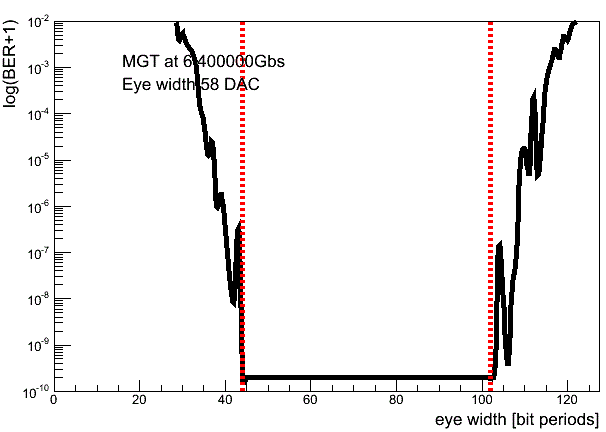 log(BER+1)
MGT at 6.400000Gbs
Eye width 58 DAC
10^-2
10^-3
10^-4
10^-5
10^-6
10^-7
10^-8
10^-9
10^-10
0 20 40 60 80 100 120
eye width [bit periods]